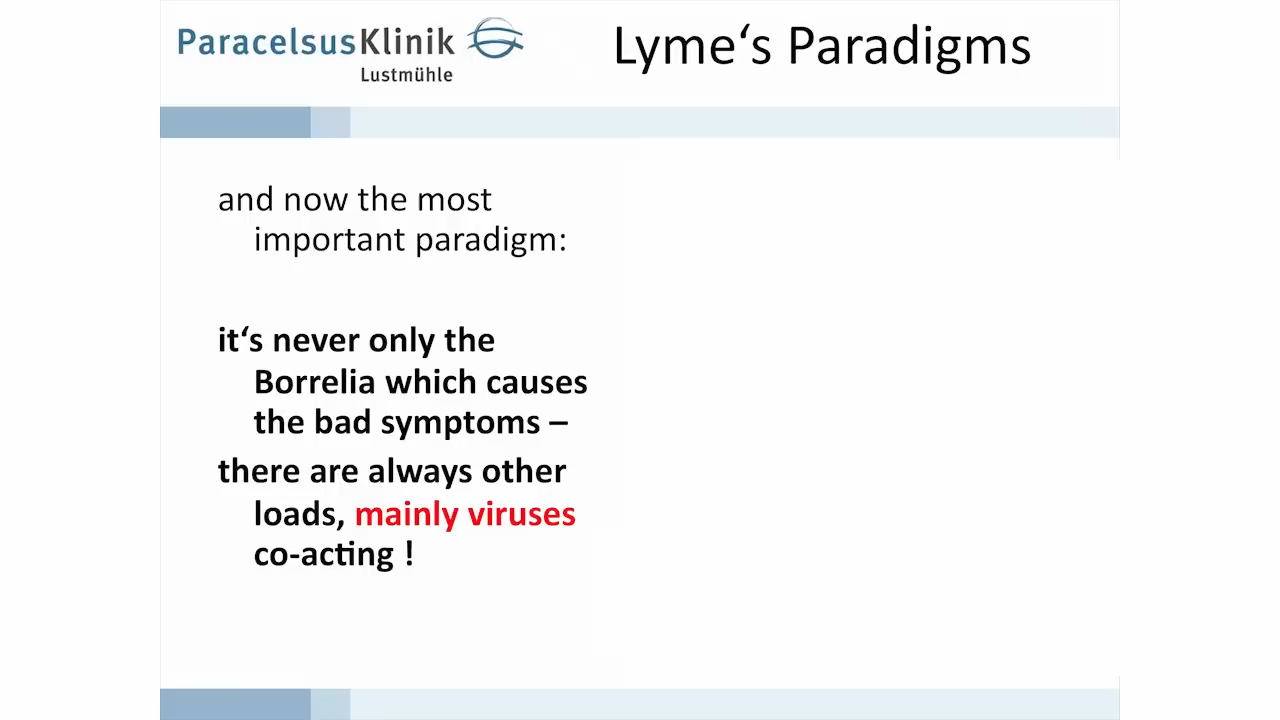 ParacelsusKlinik
Lustmühle
Lyme‘s Paradigms
and now the most
important paradigm:
it‘s never only the
Borrelia which causes
the bad symptoms –
there are always other
loads, mainly viruses
co-acting !